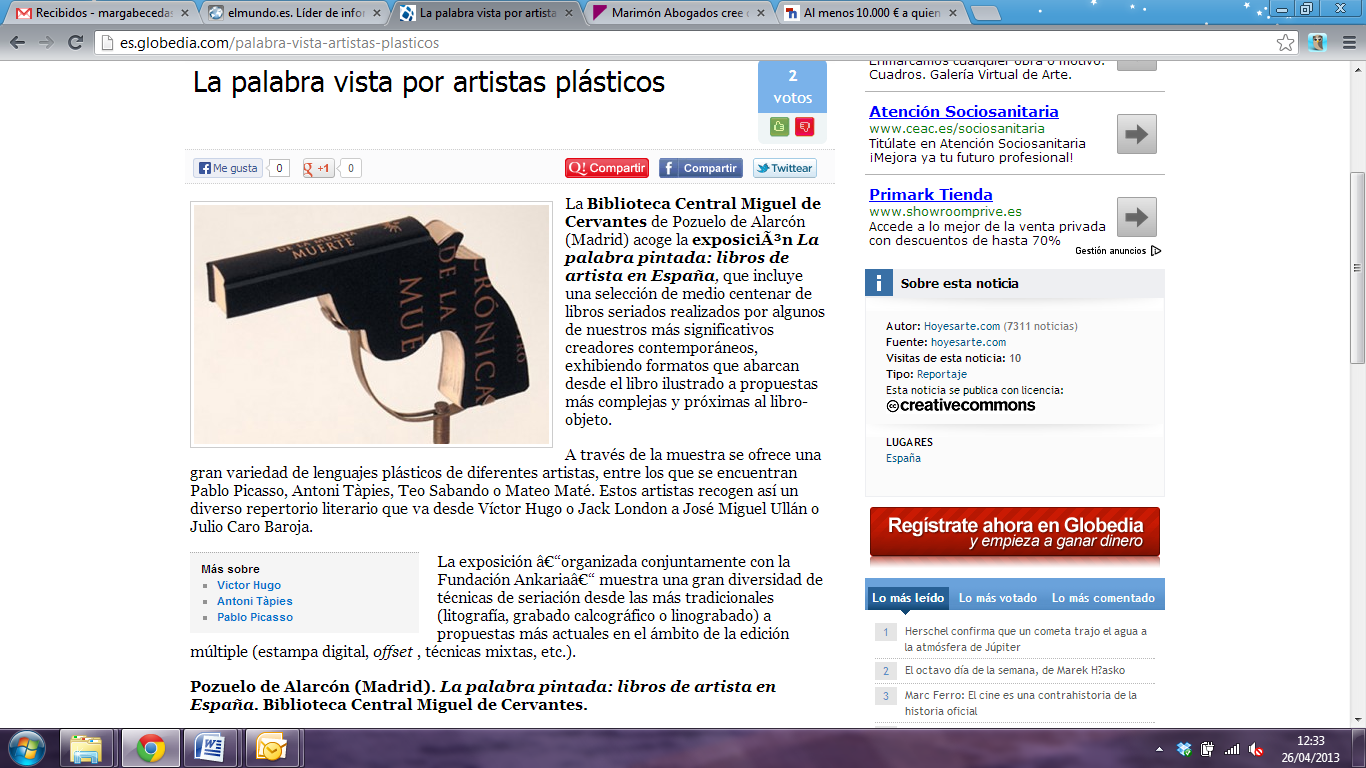 Recibidos - margabecedas
elmundo.es. Líder de infor
La palabra vista por artista
Marimón Abogados cree
Al menos 10.000 € a quien
es.globedia.com/palabra-vista-artistas-plasticos
La palabra vista por artistas plásticos
2
votos
Me gusta 0
+1 0
Q! Compartir
f Compartir
Twittear
DE LA MUCHA
MUERTE
DE LA
MUE
CRÓNICA
La Biblioteca Central Miguel de
Cervantes de Pozuelo de Alarcón
(Madrid) acoge la exposiciÃ³n La
palabra pintada: libros de
artista en España, que incluye
una selección de medio centenar de
libros seriados realizados por algunos
de nuestros más significativos
creadores contemporáneos,
exhibiendo formatos que abarcan
desde el libro ilustrado a propuestas
más complejas y próximas al libro-
objeto.
A través de la muestra se ofrece una
gran variedad de lenguajes plásticos de diferentes artistas, entre los que se encuentran
Pablo Picasso, Antoni Tàpies, Teo Sabando o Mateo Maté. Estos artistas recogen así un
diverso repertorio literario que va desde Víctor Hugo o Jack London a José Miguel Ullán o
Julio Caro Baroja.
Más sobre
Victor Hugo
Antoni Tàpies
Pablo Picasso
La exposición â€“organizada conjuntamente con la
Fundación Ankariaâ€“ muestra una gran diversidad de
técnicas de seriación desde las más tradicionales
(litografía, grabado calcográfico o linograbado) a
propuestas más actuales en el ámbito de la edición
múltiple (estampa digital, offset , técnicas mixtas, etc.).
Pozuelo de Alarcón (Madrid). La palabra pintada: libros de artista en
España. Biblioteca Central Miguel de Cervantes.
Enmarcamos cualquier obra o motivo.
Cuadros. Galería Virtual de Arte.
Atención Sociosanitaria
www.ceac.es/sociosanitaria
Titúlate en Atención Sociosanitaria
¡Mejora ya tu futuro profesional!
Primark Tienda
www.showroomprive.es
Accede a lo mejor de la venta privada
con descuentos de hasta 70%
Gestión anuncios
i Sobre esta noticia
Autor: Hoyesarte.com (7311 noticias)
Fuente: hoyesarte.com
Visitas de esta noticia: 10
Tipo: Reportaje
Esta noticia se publica con licencia:
cc creativecommons
LUGARES
España
Regístrate ahora en Globedia
y empieza a ganar dinero
Lo más leído Lo más votado Lo más comentado
1 Herschel confirma que un cometa trajo el agua a
la atmósfera de Júpiter
2 El octavo día de la semana, de Marek H?asko
3 Marc Ferro: El cine es una contrahistoria de la
historia oficial
12:33
26/04/2013